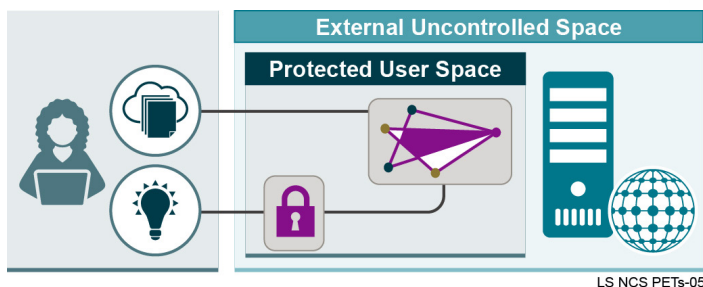 External Uncontrolled Space
Protected User Space
LS NCS PETs-05